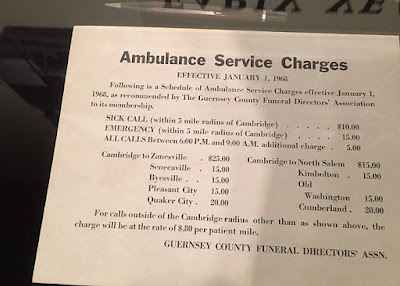 Ambulance Service Charges
EFFECTIVE JANUARY 1, 1968
Following is a Schedule of Ambulance Service Charges effective January 1,
1968, as recommended by The Guernsey County Funeral Directors' Association
to its membership.
SICK CALL (within 5 mile radius of Cambridge) . . . . . $10.00
EMERGENCY (within 5 mile radius of Cambridge) . . . . 15.00
ALL CALLS Between 6:00 P.M. and 9:00 A.M. additional charge . 5.00
Cambridge to Zanesville . $25.00 Cambridge to North Salem $15.00
Senecaville . 15.00 Kimbolton . 15.00
Byesville . . 15.00 Old
Pleasant City 15.00 Washington 15.00
Quaker City . 20.00 Cumberland . 20.00
For calls outside of the Cambridge radius other than as shown above, the
charge will be at the rate of $.80 per patient mile.
GUERNSEY COUNTY FUNERAL DIRECTORS' ASSN.